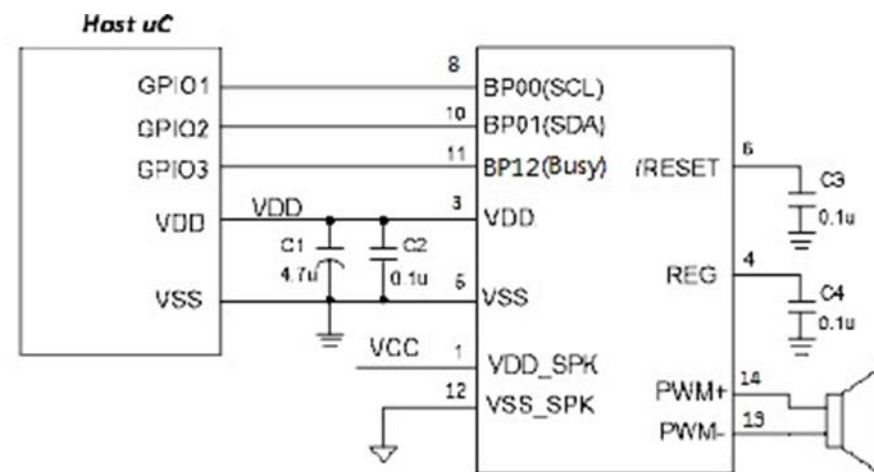 Host uC
GPIO1
GPIO2
GPIO3
VDD
VSS
VDD
C1
4.7u
C2
0.1u
VCC
8
10
11
3
5
1
12
BP00(SCL)
BP01(SDA)
BP12(Busy)
VDD
VSS
VDD_SPK
VSS_SPK
/RESET
REG
PWM+
PWM-
6
4
14
13
C3
0.1u
C4
0.1u